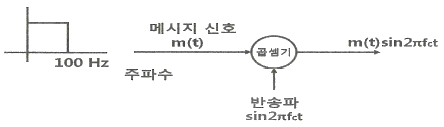 메시지 신호
m(t)
100 Hz
주파수
곱셈기
m(t)sin2πfct
반송파
sin2πfct